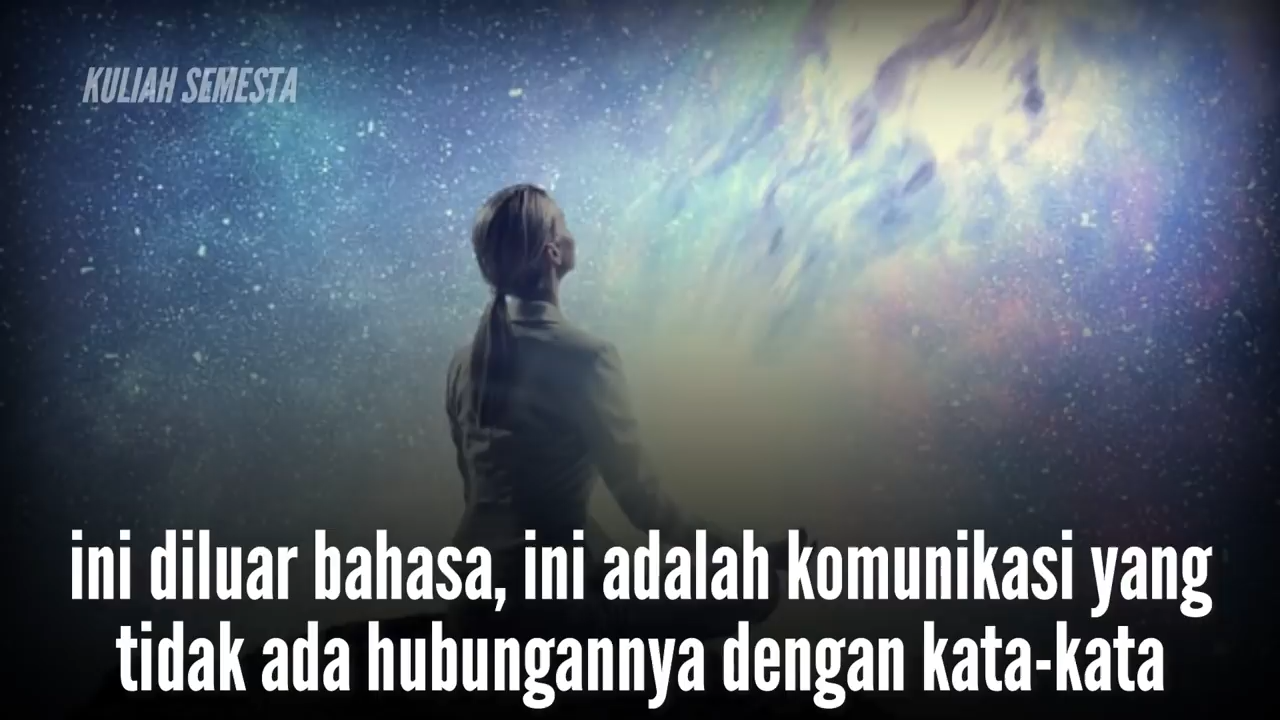 KULIAH SEMESTA
ini diluar bahasa, ini adalah komunikasi yang
tidak ada hubungannya dengan kata-kata